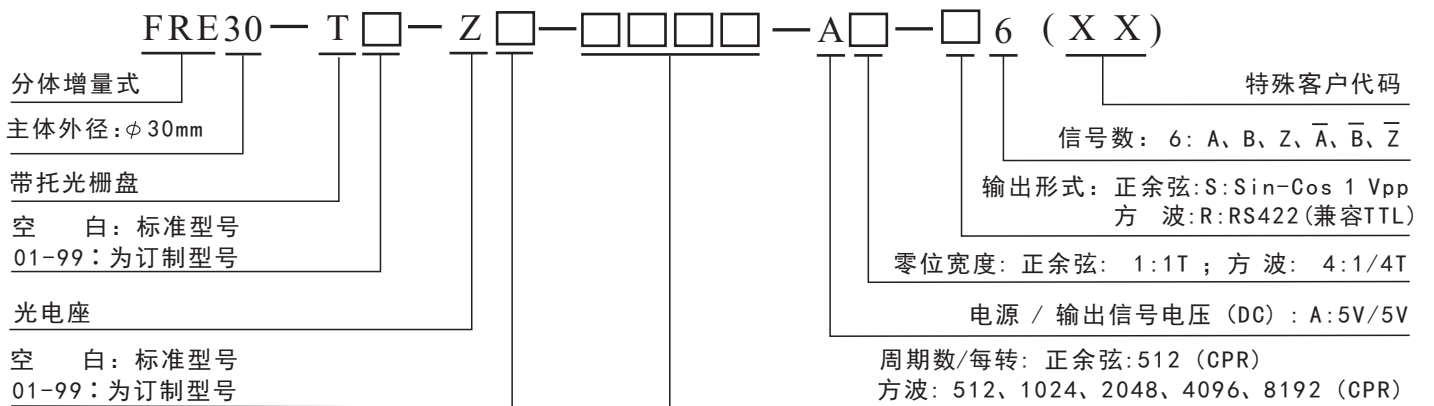 FRE30— T□— Z□—□□□□—A□—□6 (XX)
分体增量式
主体外径:φ30mm
带托光栅盘
空　　白: 标准型号
01-99：为订制型号
光电座
空　　白: 标准型号
01-99：为订制型号
特殊客户代码
信号数： 6: A、B、Z、A̅、B̅、Z̅
输出形式：正余弦:S:Sin-Cos 1 Vpp
方　波:R:RS422(兼容TTL)
零位宽度: 正余弦: 1:1T ; 方 波: 4:1/4T
电源 / 输出信号电压 (DC) : A:5V/5V
周期数/每转: 正余弦:512 (CPR)
方波: 512、1024、2048、4096、8192 (CPR)